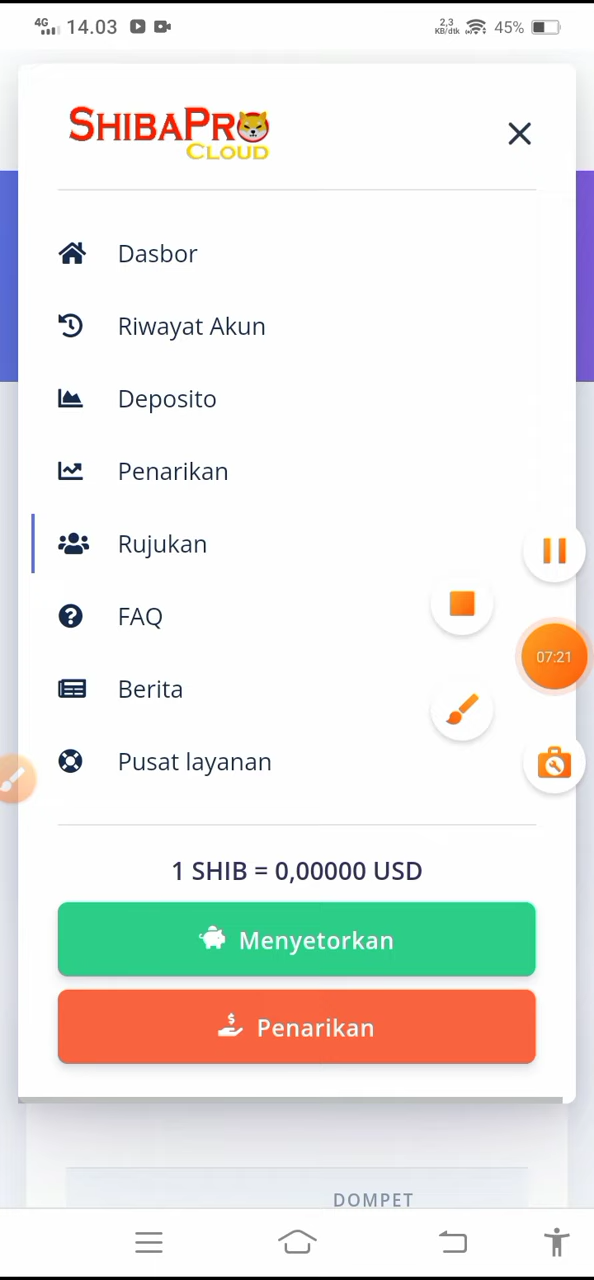 4G 14.03 2,3 KB/dtk 45%
SHIBAPRO
CLOUD
Dasbor
Riwayat Akun
Deposito
Penarikan
Rujukan
FAQ
07:21
Berita
Pusat layanan
1 SHIB = 0,00000 USD
Menyetorkan
Penarikan
DOMPET